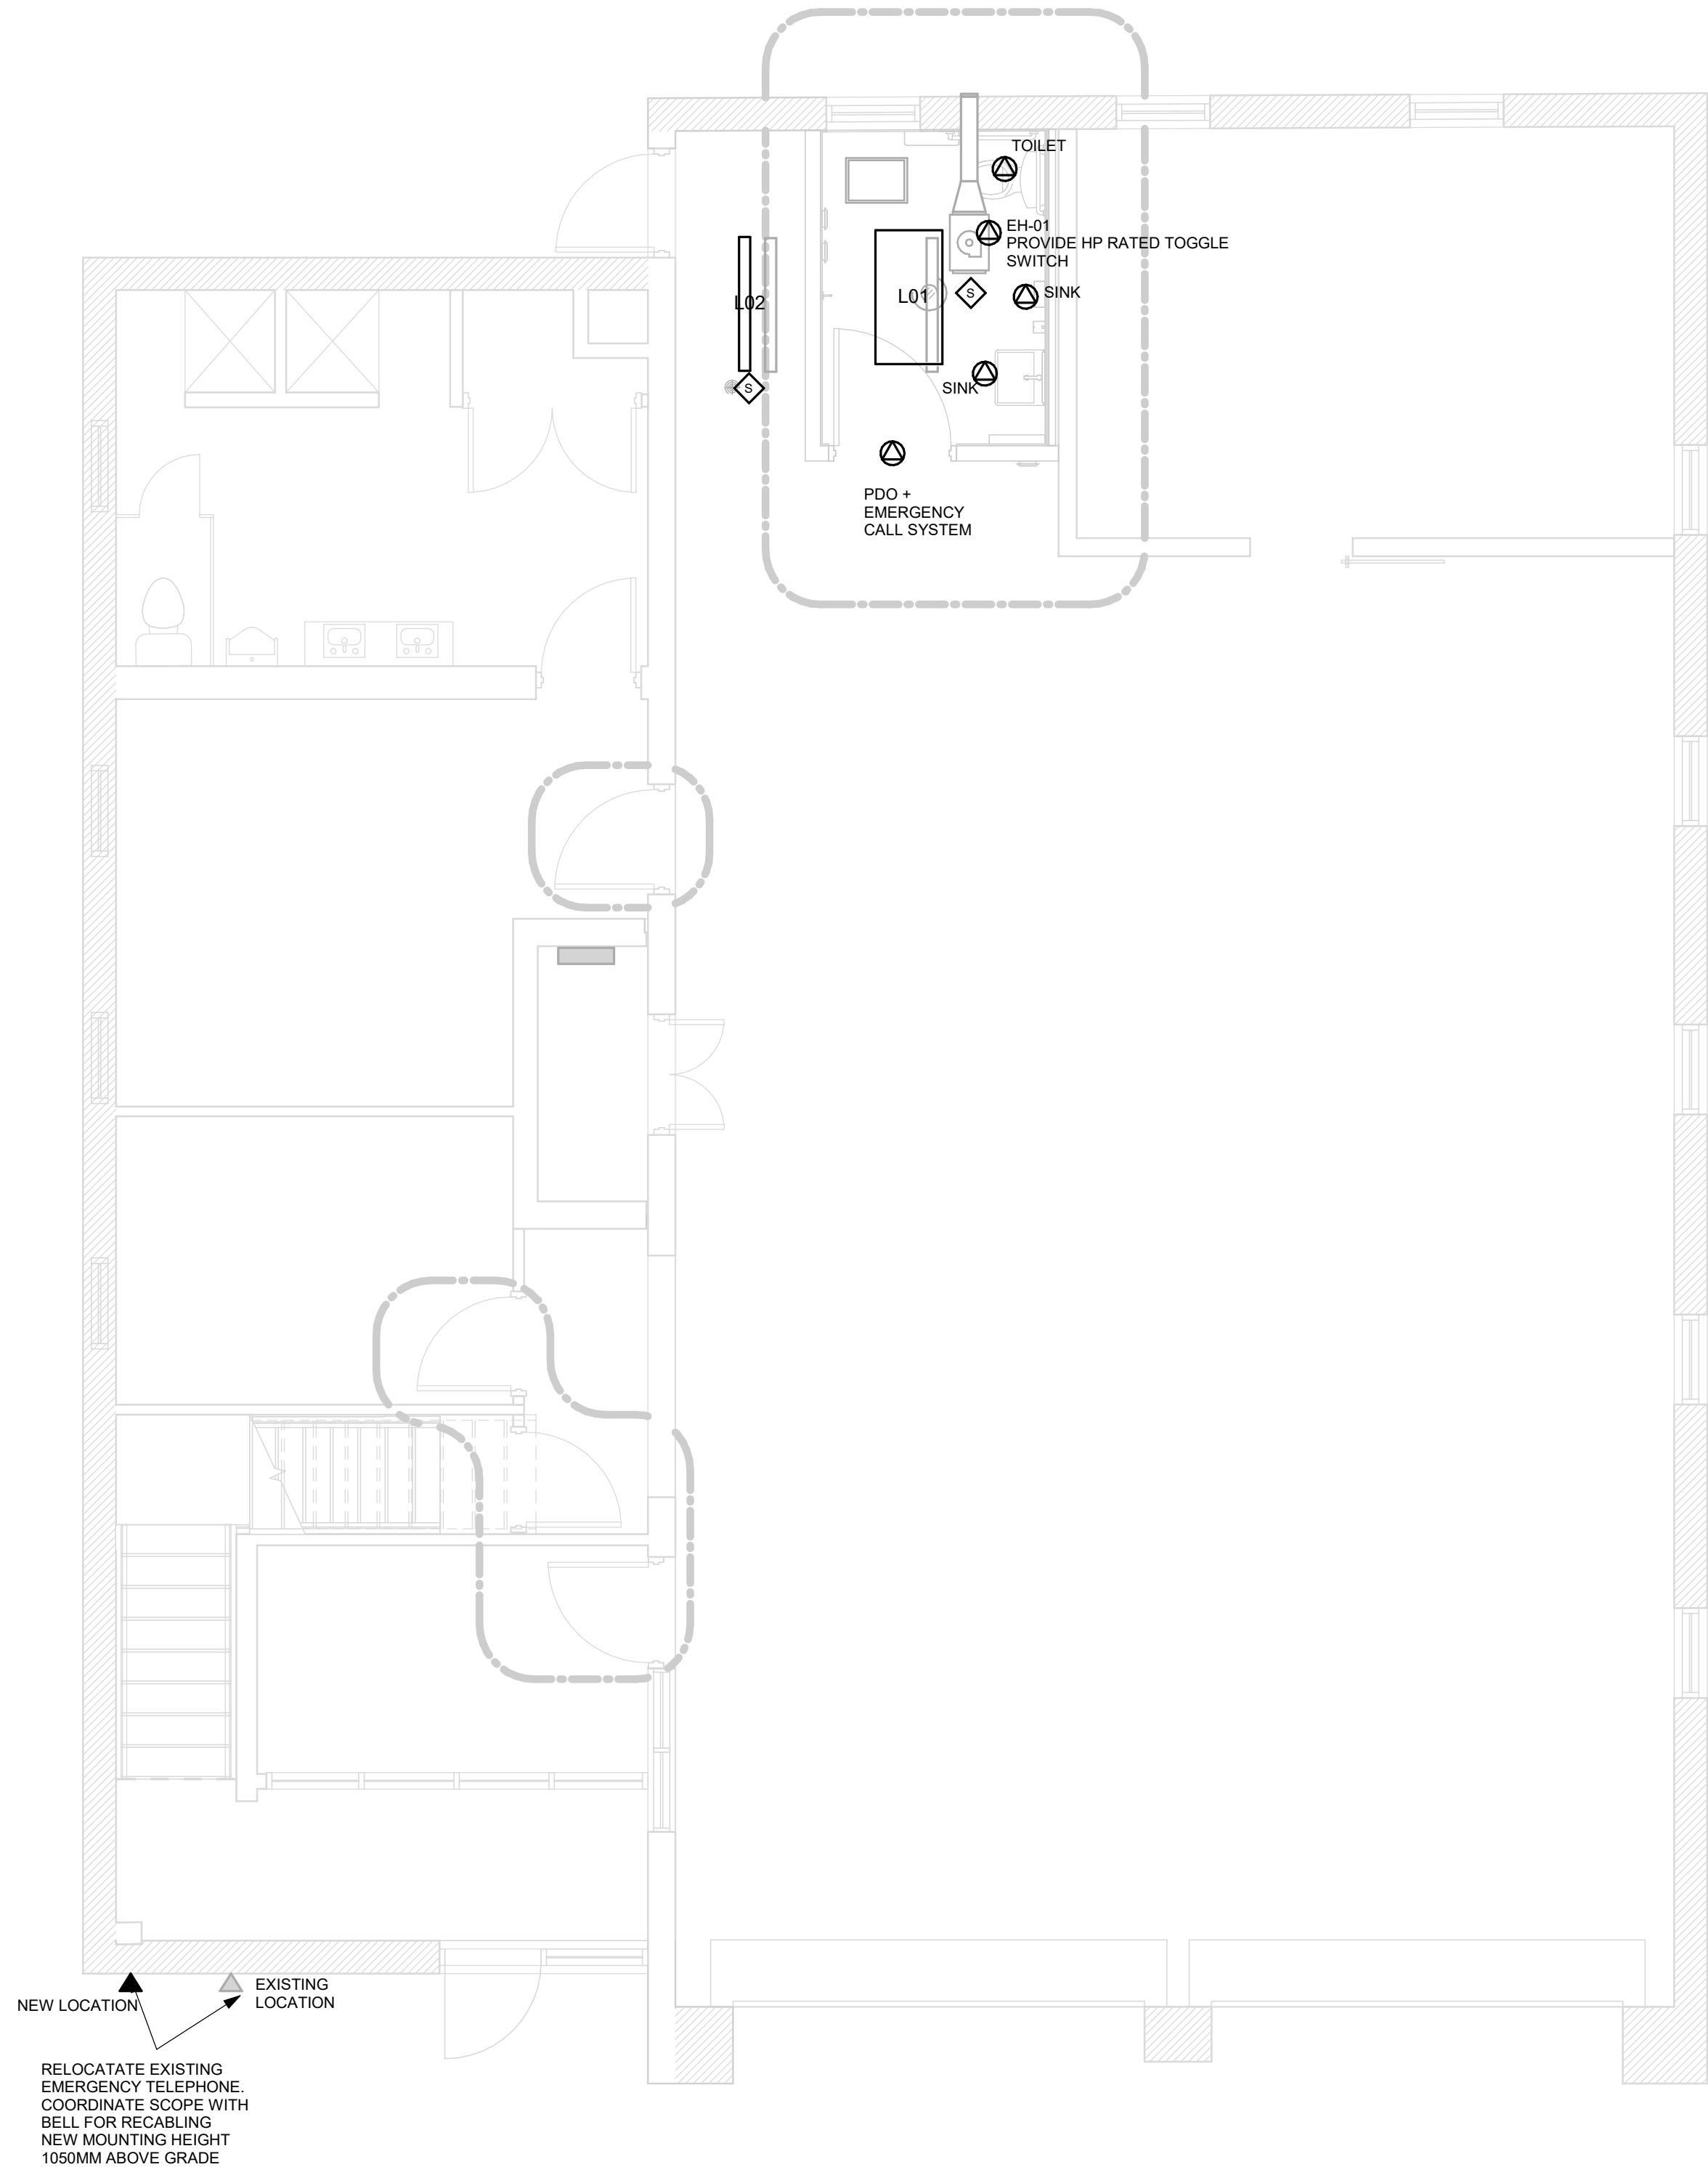 TOILET
EH-01
PROVIDE HP RATED TOGGLE
SWITCH
L02
L01
S
SINK
S
SINK
PDO +
EMERGENCY
CALL SYSTEM
NEW LOCATION
EXISTING
LOCATION
RELOCATATE EXISTING
EMERGENCY TELEPHONE.
COORDINATE SCOPE WITH
BELL FOR RECABLING
NEW MOUNTING HEIGHT
1050MM ABOVE GRADE